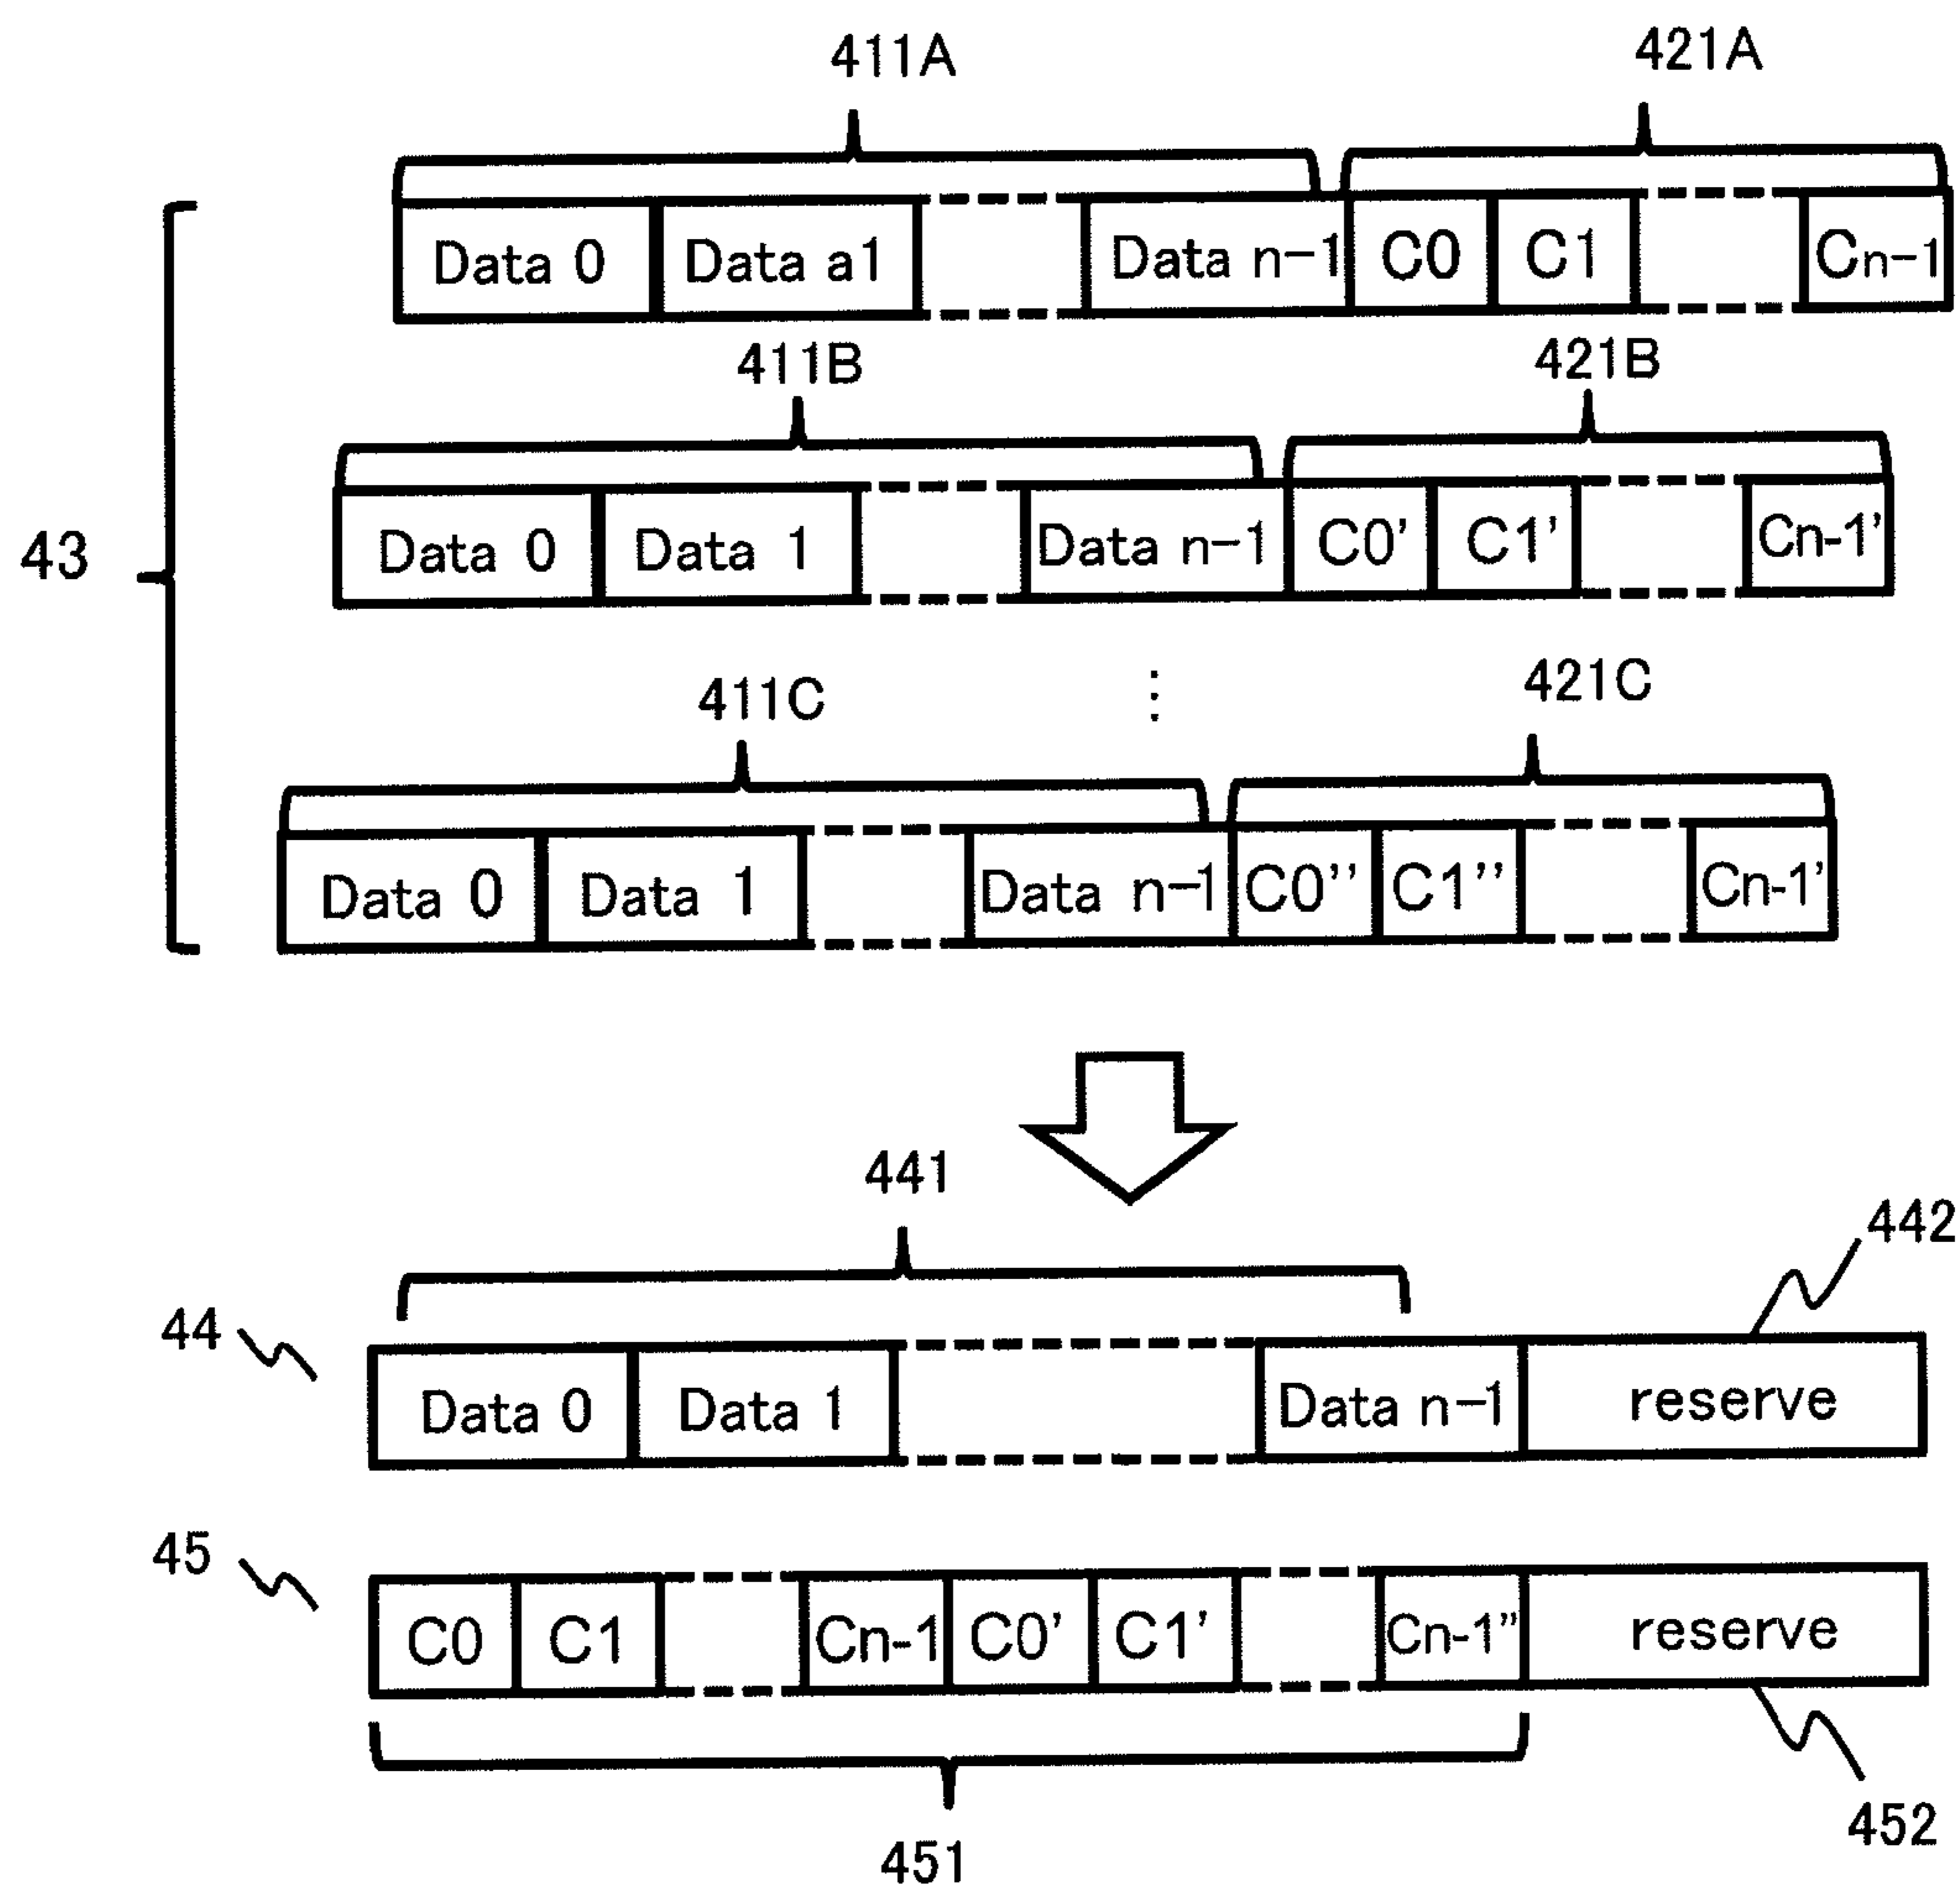 411A 421A
Data 0 Data a1 Data n-1 C0 C1 Cn-1
411B 421B
43
Data 0 Data 1 Data n-1 C0' C1' Cn-1'
411C ⋮ 421C
Data 0 Data 1 Data n-1 C0'' C1'' Cn-1'
441
442
44
Data 0 Data 1 Data n-1 reserve
45
C0 C1 Cn-1 C0' C1' Cn-1'' reserve
451
452